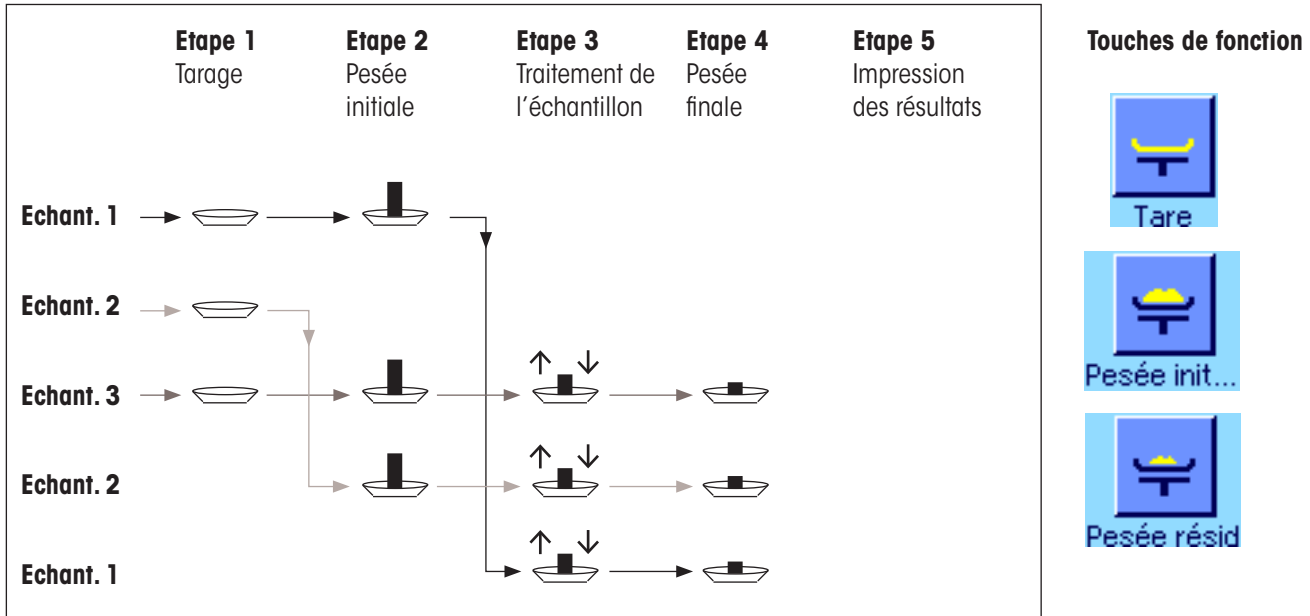 Etape 1
Tarage
Etape 2
Pesée
initiale
Etape 3
Traitement de
l'échantillon
Etape 4
Pesée
finale
Etape 5
Impression
des résultats
Touches de fonction
Echant. 1
Echant. 2
Echant. 3
Echant. 2
Echant. 1
Tare
Pesée init...
Pesée résid